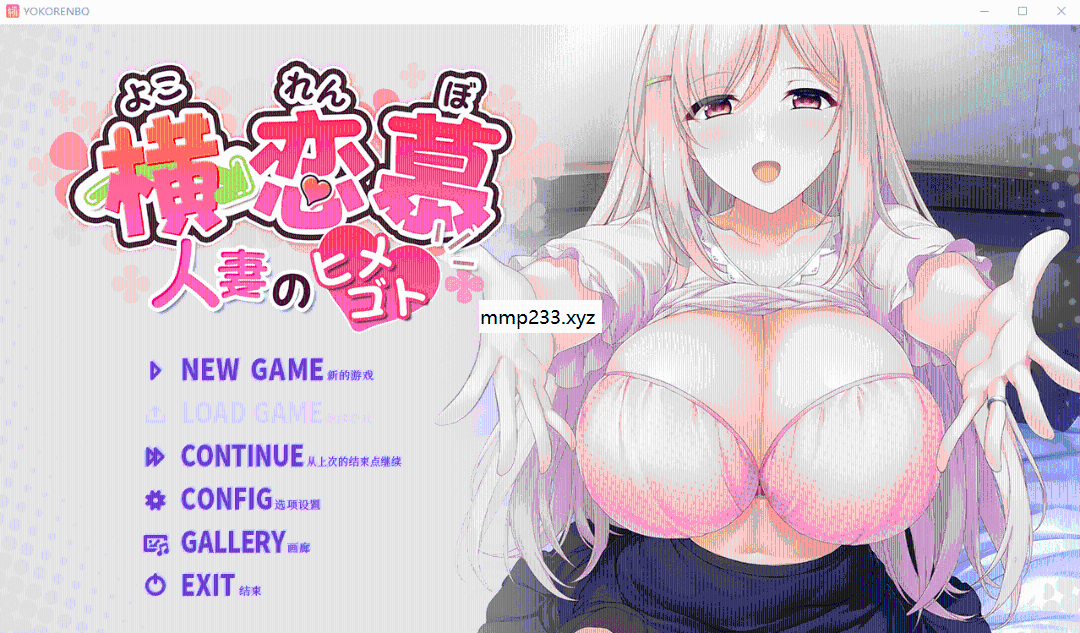 YOKORENBO
よこ れん ぼ
横恋慕
人妻の
ヒメ
ゴト
mmp233.xyz
NEW GAME 新的游戏
LOAD GAME
CONTINUE 从上次的结束点继续
CONFIG 选项设置
GALLERY 画廊
EXIT 结束